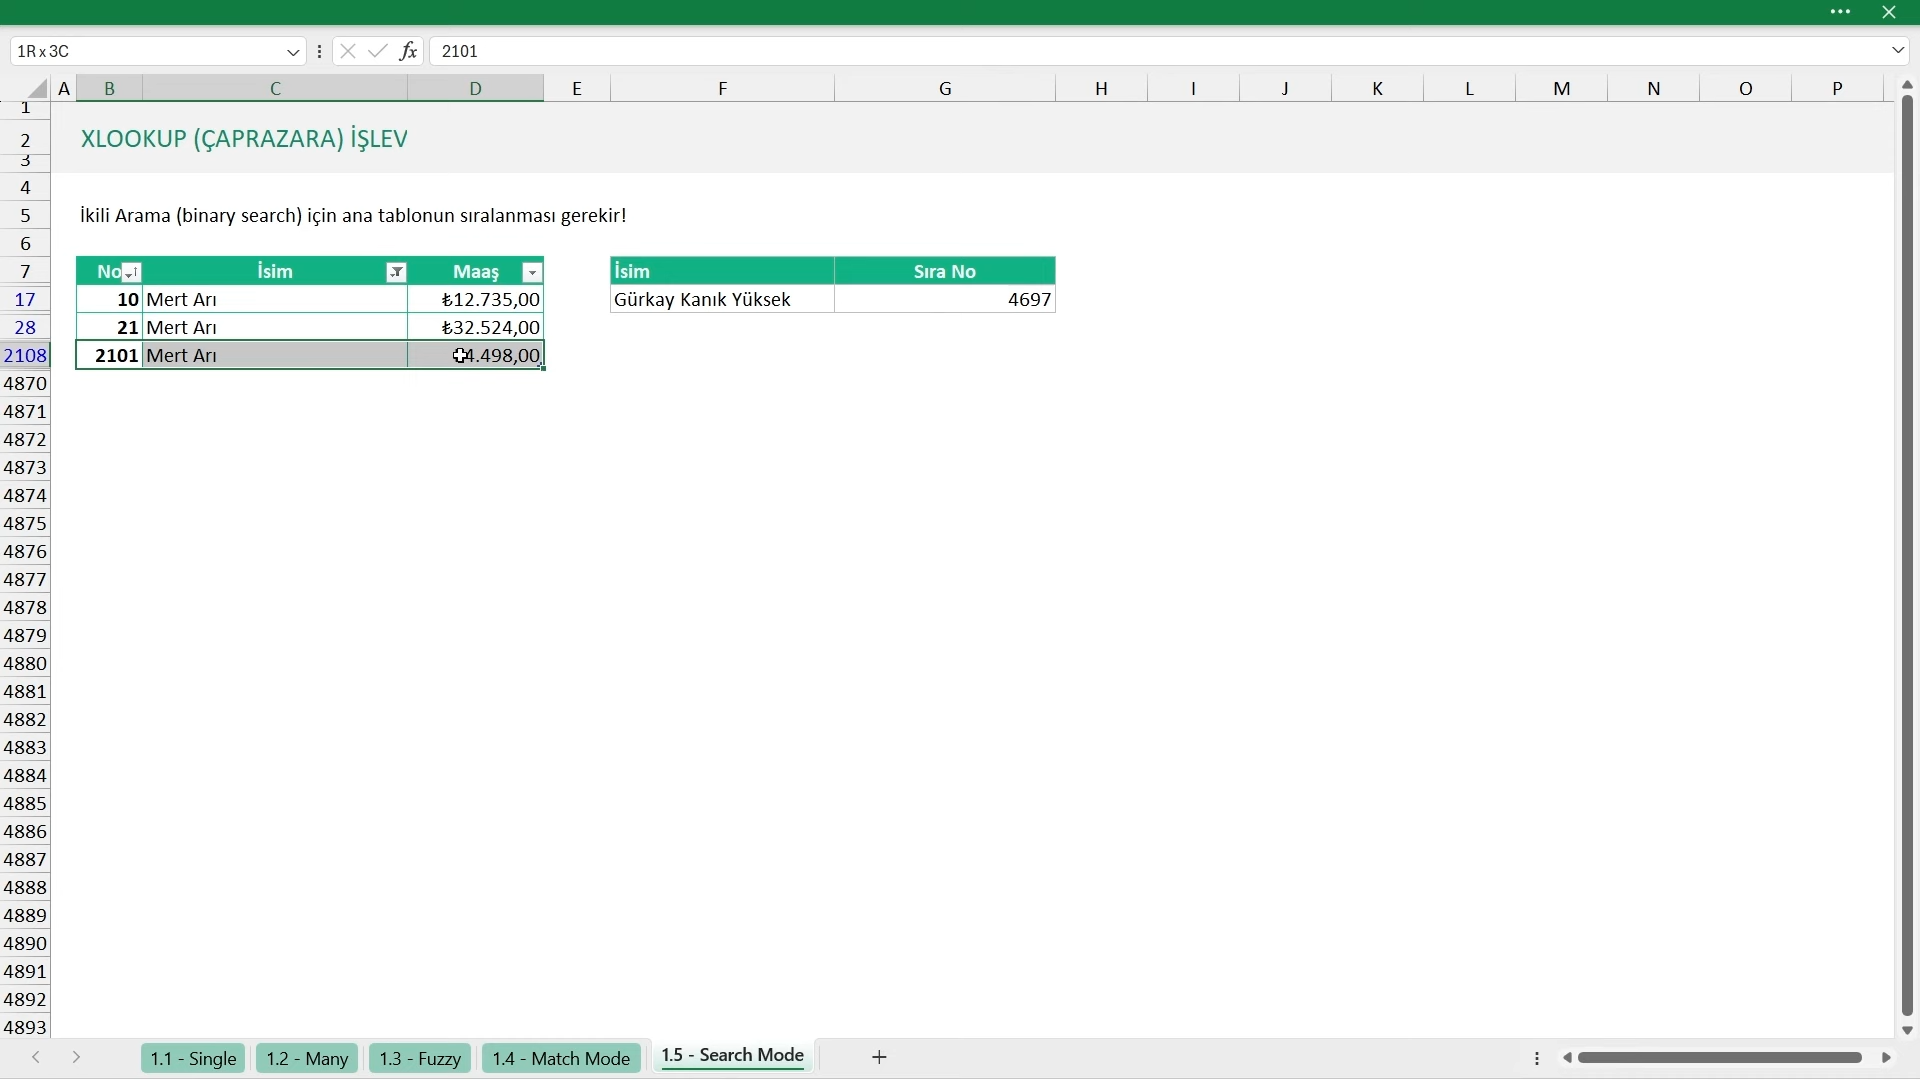 1R x 3C
fx
2101
A B C D E F G H I J K L M N O P
1
2 XLOOKUP (ÇAPRAZARA) İŞLEV
3
4
5 İkili Arama (binary search) için ana tablonun sıralanması gerekir!
6
7 No İsim Maaş İsim Sıra No
17 10 Mert Arı ₺12.735,00 Gürkay Kanık Yüksek 4697
28 21 Mert Arı ₺32.524,00
2108 2101 Mert Arı 4.498,00
4870
4871
4872
4873
4874
4875
4876
4877
4878
4879
4880
4881
4882
4883
4884
4885
4886
4887
4888
4889
4890
4891
4892
4893
1.1 - Single 1.2 - Many 1.3 - Fuzzy 1.4 - Match Mode 1.5 - Search Mode